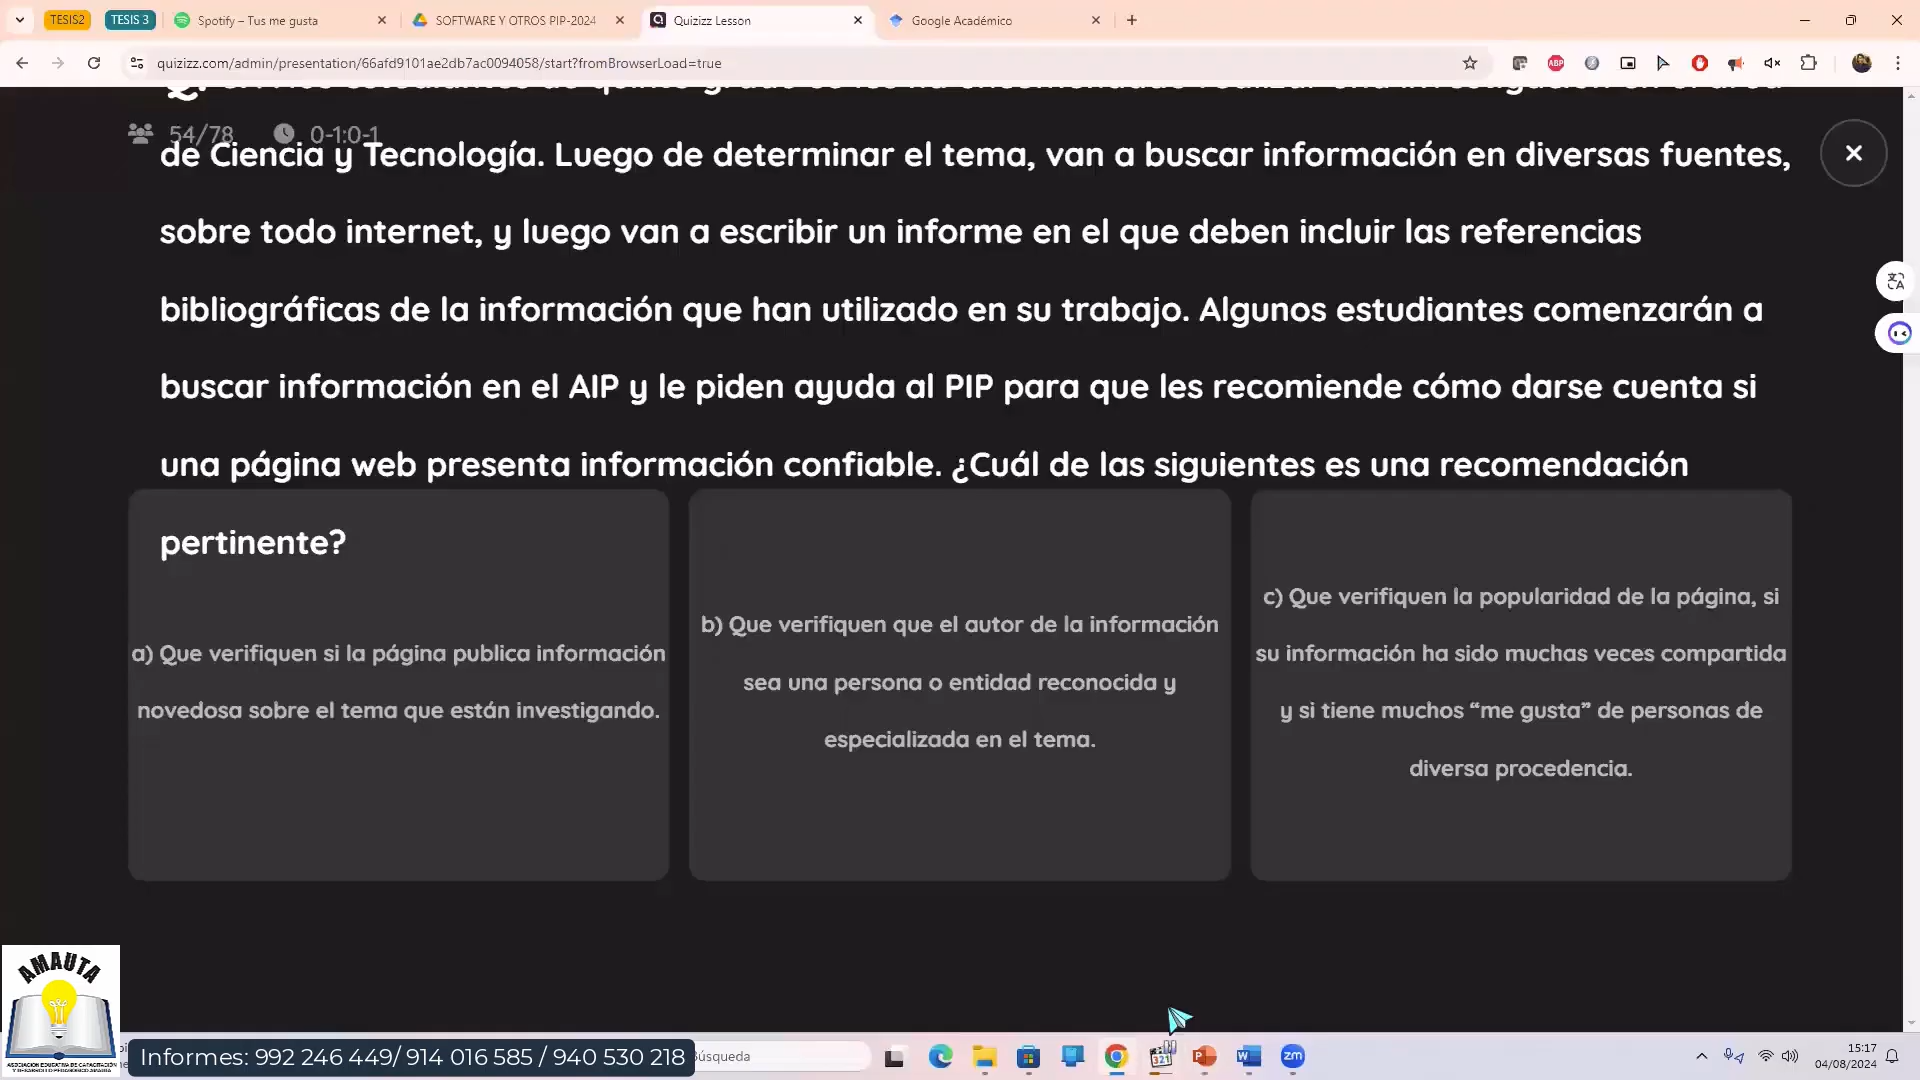 TESIS2
TESIS 3
Spotify – Tus me gusta
SOFTWARE Y OTROS PIP-2024
Quizizz Lesson
Google Académico
quizizz.com/admin/presentation/66afd9101ae2db7ac0094058/start?fromBrowserLoad=true
54/78
0-1:0-1
de Ciencia y Tecnología. Luego de determinar el tema, van a buscar información en diversas fuentes,
sobre todo internet, y luego van a escribir un informe en el que deben incluir las referencias
bibliográficas de la información que han utilizado en su trabajo. Algunos estudiantes comenzarán a
buscar información en el AIP y le piden ayuda al PIP para que les recomiende cómo darse cuenta si
una página web presenta información confiable. ¿Cuál de las siguientes es una recomendación
pertinente?
a) Que verifiquen si la página publica información
novedosa sobre el tema que están investigando.
b) Que verifiquen que el autor de la información
sea una persona o entidad reconocida y
especializada en el tema.
c) Que verifiquen la popularidad de la página, si
su información ha sido muchas veces compartida
y si tiene muchos “me gusta” de personas de
diversa procedencia.
AMAUTA
ASOCIACION EDUCATIVA DE CAPACITACIÓN
Informes: 992 246 449/ 914 016 585 / 940 530 218
Búsqueda
ABP
321
zm
15:17
04/08/2024